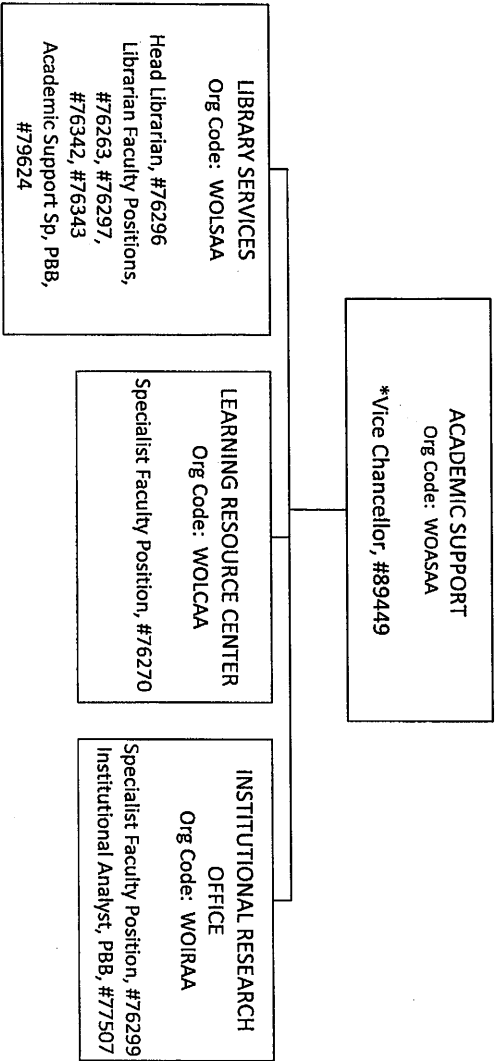 ACADEMIC SUPPORT
Org Code: WOASAA
*Vice Chancellor, #89449
LIBRARY SERVICES
Org Code: WOLSAA
Head Librarian, #76296
Librarian Faculty Positions,
#76263, #76297,
#76342, #76343
Academic Support Sp, PBB,
#79624
LEARNING RESOURCE CENTER
Org Code: WOLCAA
Specialist Faculty Position, #76270
INSTITUTIONAL RESEARCH
OFFICE
Org Code: WOIRAA
Specialist Faculty Position, #76299
Institutional Analyst, PBB, #77507